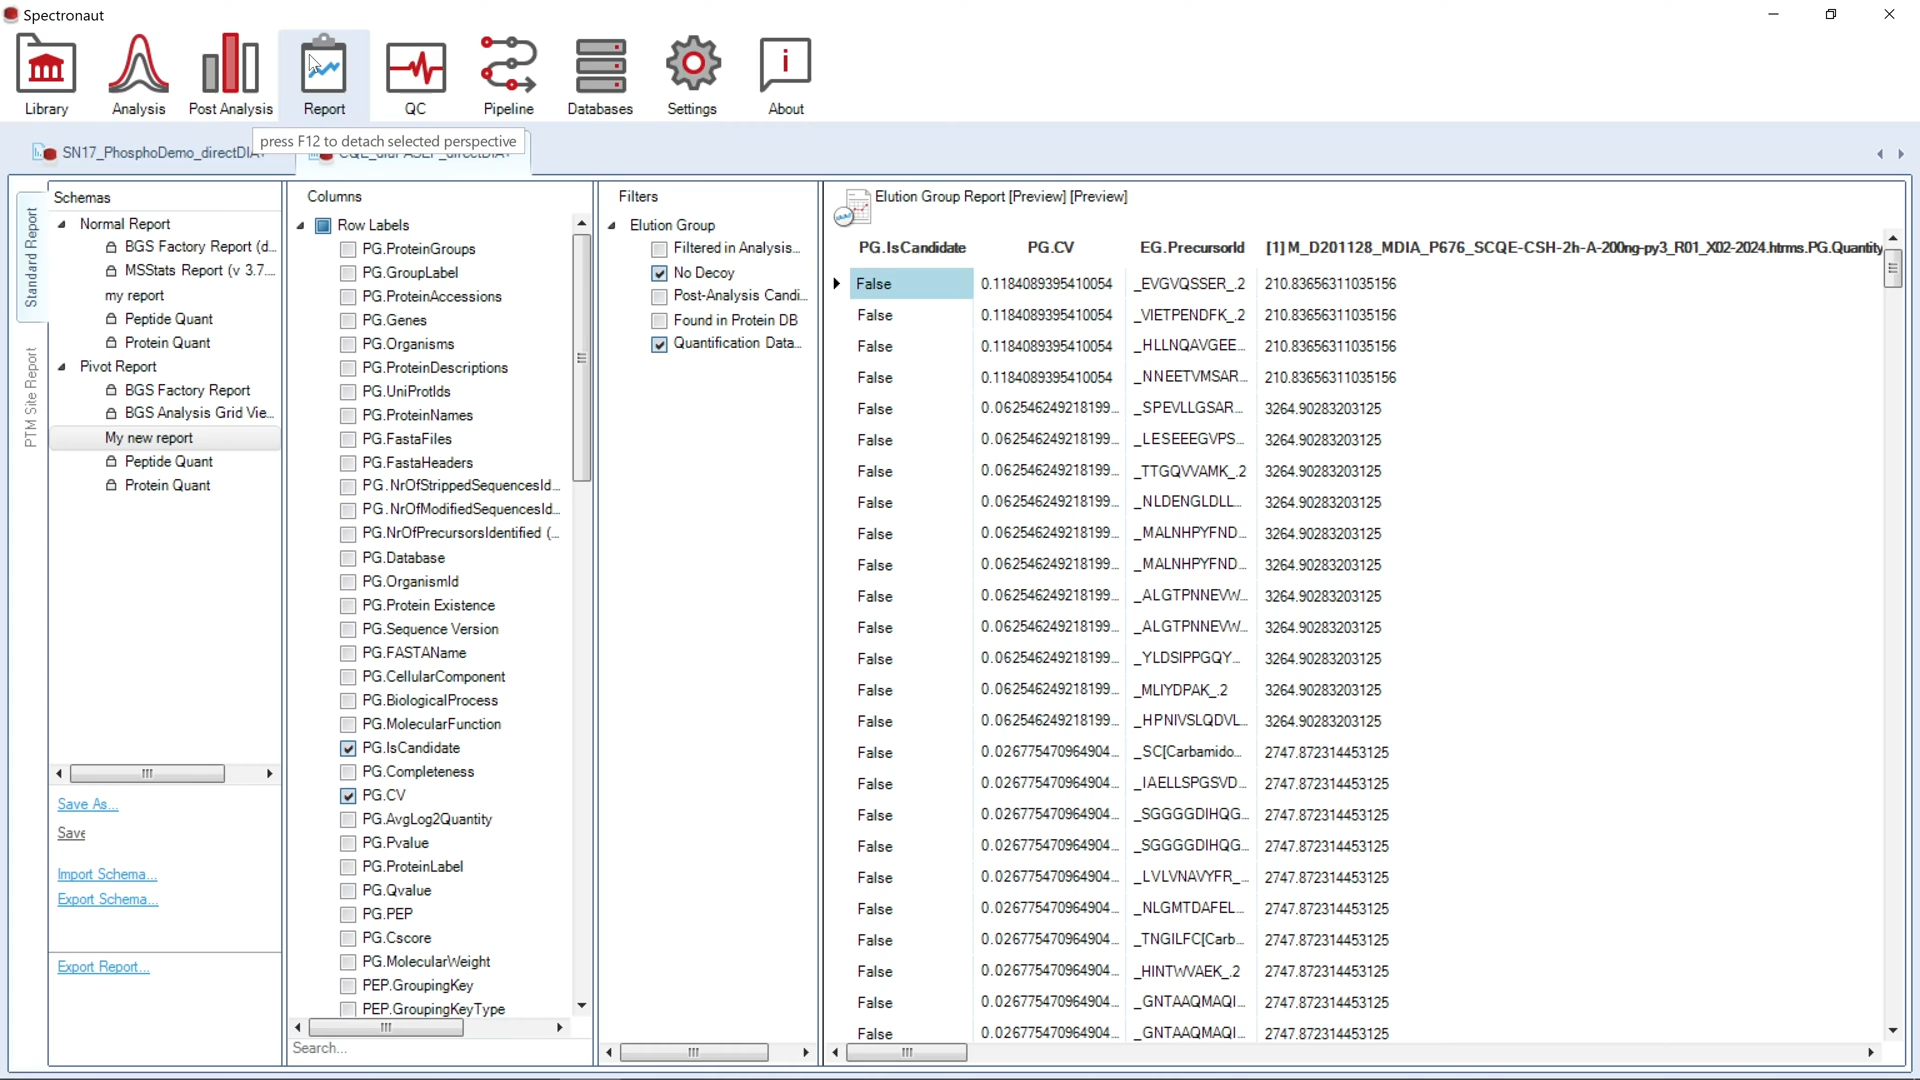 Spectronaut
Library
Analysis
Post Analysis
Report
QC
Pipeline
Databases
Settings
About
press F12 to detach selected perspective
SN17_PhosphoDemo_directDIA+
Standard Report
PTM Site Report
Schemas
Normal Report
BGS Factory Report (d...
MSStats Report (v 3.7....
my report
Peptide Quant
Protein Quant
Pivot Report
BGS Factory Report
BGS Analysis Grid Vie...
My new report
Peptide Quant
Protein Quant
Save As...
Save
Import Schema...
Export Schema...
Export Report...
Columns
Row Labels
PG.ProteinGroups
PG.GroupLabel
PG.ProteinAccessions
PG.Genes
PG.Organisms
PG.ProteinDescriptions
PG.UniProtIds
PG.ProteinNames
PG.FastaFiles
PG.FastaHeaders
PG.NrOfStrippedSequencesId...
PG.NrOfModifiedSequencesId...
PG.NrOfPrecursorsIdentified (...
PG.Database
PG.OrganismId
PG.Protein Existence
PG.Sequence Version
PG.FASTAName
PG.CellularComponent
PG.BiologicalProcess
PG.MolecularFunction
PG.IsCandidate
PG.Completeness
PG.CV
PG.AvgLog2Quantity
PG.Pvalue
PG.ProteinLabel
PG.Qvalue
PG.PEP
PG.Cscore
PG.MolecularWeight
PEP.GroupingKey
PEP.GroupingKeyType
Search...
Filters
Elution Group
Filtered in Analysis...
No Decoy
Post-Analysis Candi...
Found in Protein DB
Quantification Data...
Elution Group Report [Preview] [Preview]
PG.IsCandidate PG.CV EG.PrecursorId [1] M_D201128_MDIA_P676_SCQE-CSH-2h-A-200ng-py3_R01_X02-2024.htrms.PG.Quantity
False 0.1184089395410054 _EVGVQSSER_.2 210.83656311035156
False 0.1184089395410054 _VIETPENDFK_.2 210.83656311035156
False 0.1184089395410054 _HLLNQAVGEE... 210.83656311035156
False 0.1184089395410054 _NNEETVMSAR... 210.83656311035156
False 0.062546249218199... _SPEVLLGSAR... 3264.90283203125
False 0.062546249218199... _LESEEEGVPS... 3264.90283203125
False 0.062546249218199... _TTGQVVAMK_.2 3264.90283203125
False 0.062546249218199... _NLDENGLDLL... 3264.90283203125
False 0.062546249218199... _MALNHPYFND... 3264.90283203125
False 0.062546249218199... _MALNHPYFND... 3264.90283203125
False 0.062546249218199... _ALGTPNNEVW... 3264.90283203125
False 0.062546249218199... _ALGTPNNEVW... 3264.90283203125
False 0.062546249218199... _YLDSIPPGQY... 3264.90283203125
False 0.062546249218199... _MLIYDPAK_.2 3264.90283203125
False 0.062546249218199... _HPNIVSLQDVL... 3264.90283203125
False 0.026775470964904... _SC[Carbamido... 2747.872314453125
False 0.026775470964904... _IAELLSPGSVD... 2747.872314453125
False 0.026775470964904... _SGGGGDIHQG... 2747.872314453125
False 0.026775470964904... _SGGGGDIHQG... 2747.872314453125
False 0.026775470964904... _LVLVNAVYFR_... 2747.872314453125
False 0.026775470964904... _NLGMTDAFEL... 2747.872314453125
False 0.026775470964904... _TNGILFC[Carb... 2747.872314453125
False 0.026775470964904... _HINTWVAEK_.2 2747.872314453125
False 0.026775470964904... _GNTAAQMAQI... 2747.872314453125
False 0.026775470964904... _GNTAAQMAQI... 2747.872314453125